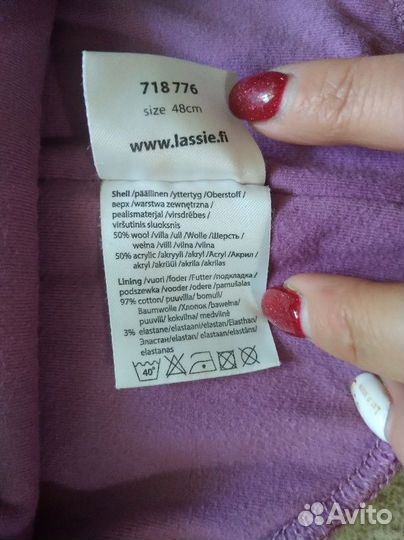 718776
size 48cm
www.lassie.fi
Shell /päällinen /yttertyg /Oberstoff /
верх /warstwa zewnętrzna /
pealismaterjal /virsdrēbes /
viršutinis sluoksnis
50% wool /villa /ull /Wolle /Шерсть /
wełna /vill /vilna /vilna
50% acrylic /akryyli /akryl /Acryl /Акрил /
akryl /akrüül /akrila /akrilas
Lining /vuori /foder /Futter /подкладка /
podszewka /vooder /odere /pamušalas
97% cotton/ puuvilla/ bomull/
Baumwolle /Хлопок /bawełna/
puuvill/ kokvilna/ medvilnė
3% elastane/elastaani/elastan/Elasthan/
Эластан/elastan/ elastaan/elastāns/
elastanas
40°
Avito